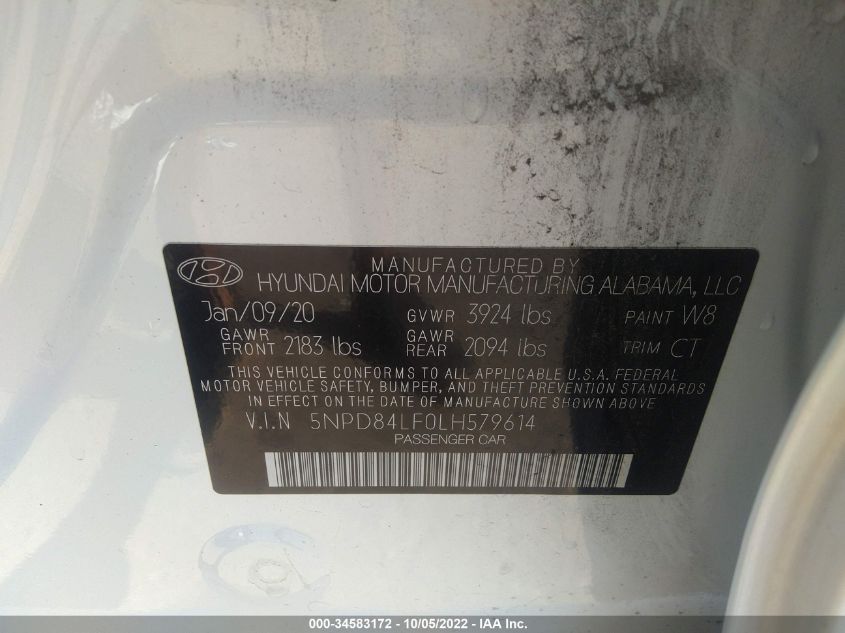 MANUFACTURED BY
HYUNDAI MOTOR MANUFACTURING ALABAMA, LLC
Jan/09/20 GVWR 3924 lbs PAINT W8
GAWR FRONT 2183 lbs GAWR REAR 2094 lbs TRIM CT
THIS VEHICLE CONFORMS TO ALL APPLICABLE U.S.A. FEDERAL
MOTOR VEHICLE SAFETY, BUMPER, AND THEFT PREVENTION STANDARDS
IN EFFECT ON THE DATE OF MANUFACTURE SHOWN ABOVE.
V.I.N 5NPD84LF0LH579614
PASSENGER CAR
000-34583172 - 10/05/2022 - IAA Inc.